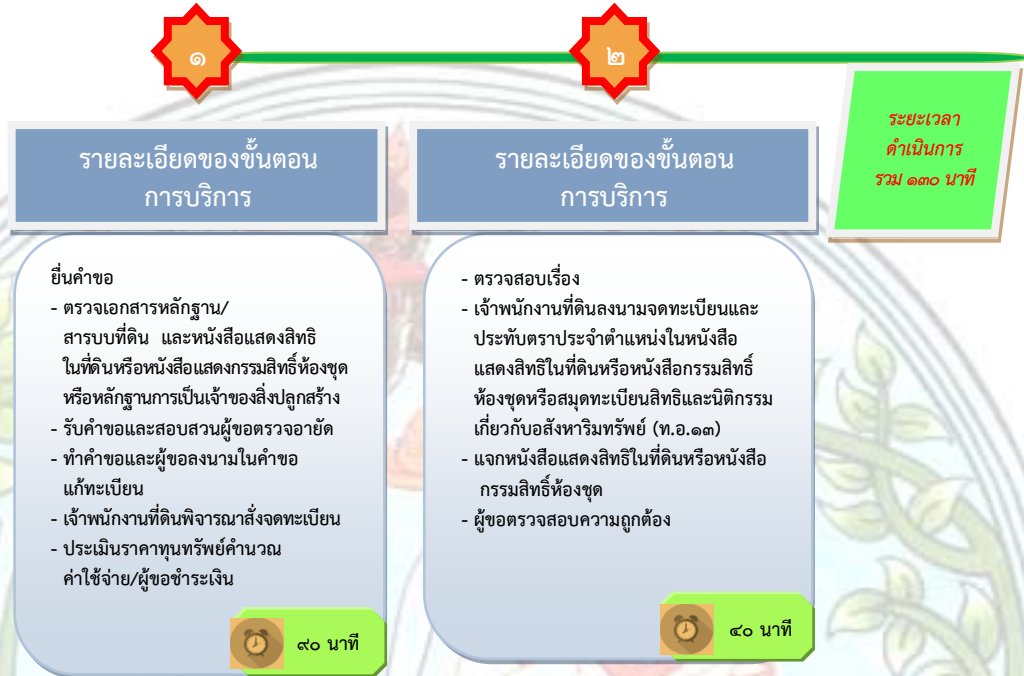 ๑
๒
ระยะเวลา
ดำเนินการ
รวม ๑๓๐ นาที
รายละเอียดของขั้นตอน
การบริการ
ยื่นคำขอ
- ตรวจเอกสารหลักฐาน/
สารบบที่ดิน และหนังสือแสดงสิทธิ
ในที่ดินหรือหนังสือแสดงกรรมสิทธิ์ห้องชุด
หรือหลักฐานการเป็นเจ้าของสิ่งปลูกสร้าง
- รับคำขอและสอบสวนผู้ขอตรวจอายัด
- ทำคำขอและผู้ขอลงนามในคำขอ
แก้ทะเบียน
- เจ้าพนักงานที่ดินพิจารณาสั่งจดทะเบียน
- ประเมินราคาทุนทรัพย์คำนวณ
ค่าใช้จ่าย/ผู้ขอชำระเงิน
๙๐ นาที
รายละเอียดของขั้นตอน
การบริการ
- ตรวจสอบเรื่อง
- เจ้าพนักงานที่ดินลงนามจดทะเบียนและ
ประทับตราประจำตำแหน่งในหนังสือ
แสดงสิทธิในที่ดินหรือหนังสือกรรมสิทธิ์
ห้องชุดหรือสมุดทะเบียนสิทธิและนิติกรรม
เกี่ยวกับอสังหาริมทรัพย์ (ท.อ.๑๓)
- แจกหนังสือแสดงสิทธิในที่ดินหรือหนังสือ
กรรมสิทธิ์ห้องชุด
- ผู้ขอตรวจสอบความถูกต้อง
๔๐ นาที